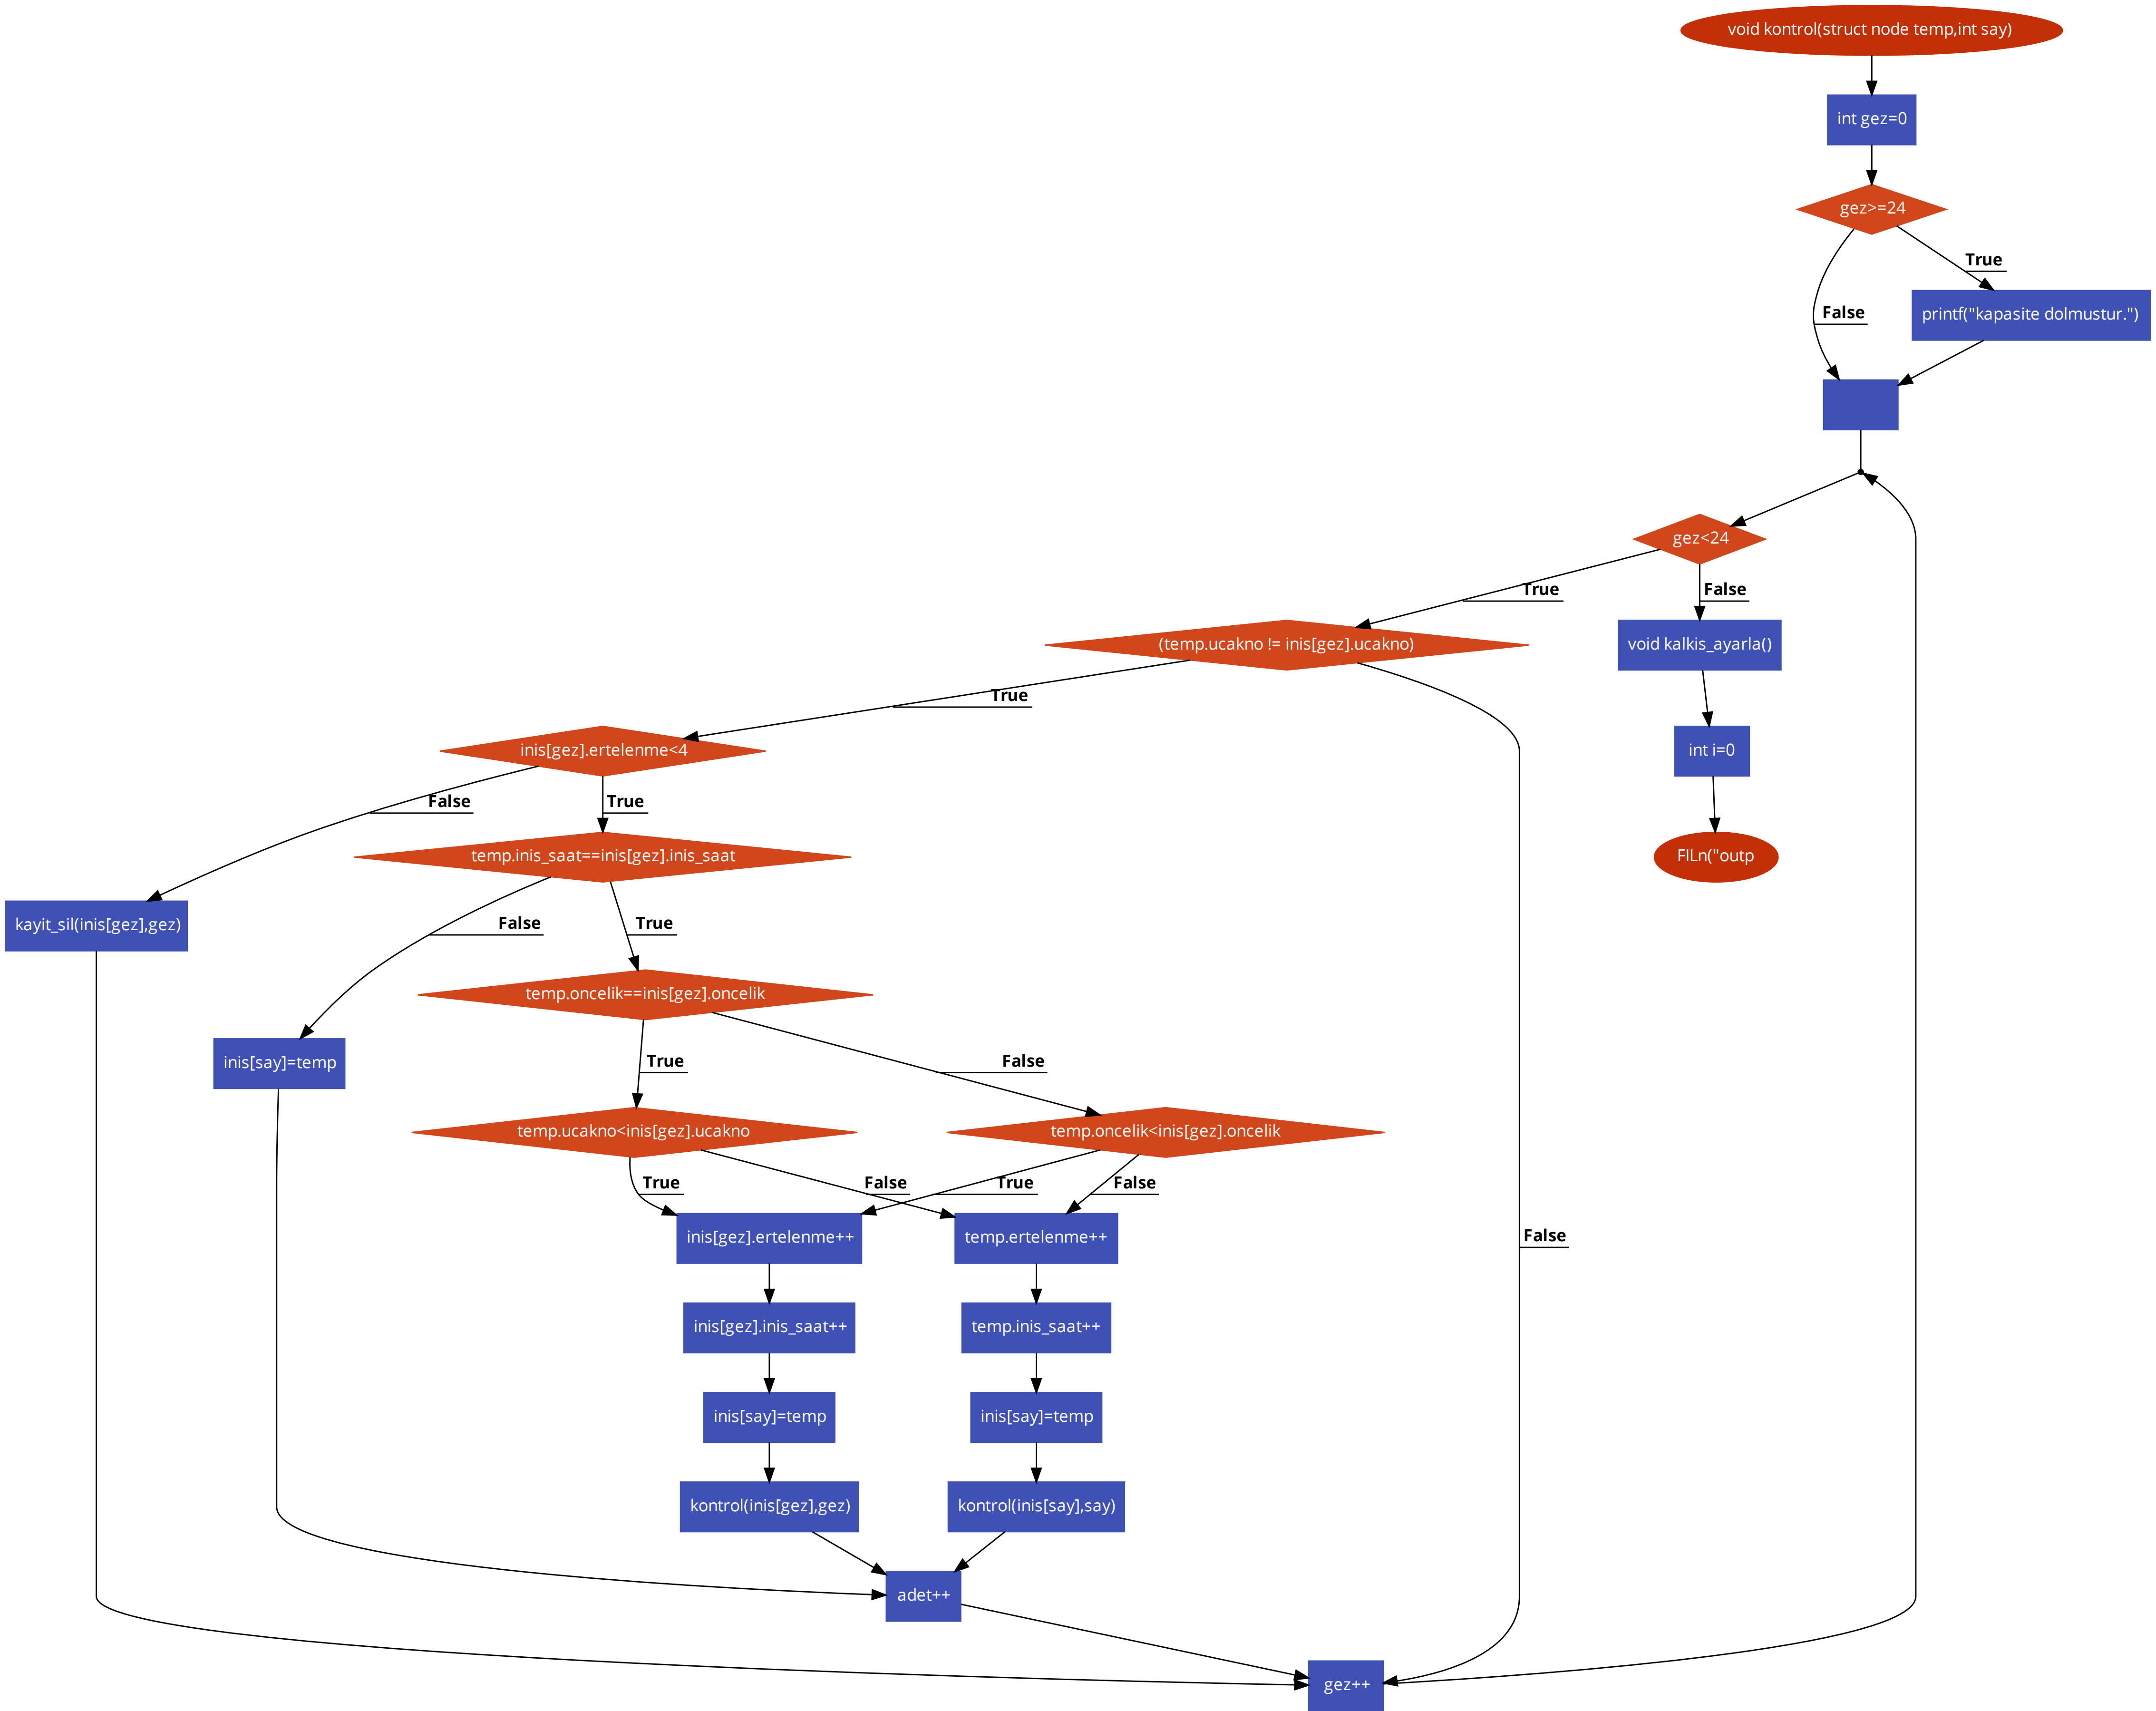 void kontrol(struct node temp,int say)
int gez=0
gez>=24
True
False
printf("kapasite dolmustur.")
gez<24
True
False
(temp.ucakno != inis[gez].ucakno)
void kalkis_ayarla()
True
inis[gez].ertelenme<4
int i=0
False
True
temp.inis_saat==inis[gez].inis_saat
FILn("outp
kayit_sil(inis[gez],gez)
False
True
temp.oncelik==inis[gez].oncelik
inis[say]=temp
True
False
temp.ucakno<inis[gez].ucakno
temp.oncelik<inis[gez].oncelik
True
False
True
False
inis[gez].ertelenme++
temp.ertelenme++
False
inis[gez].inis_saat++
temp.inis_saat++
inis[say]=temp
inis[say]=temp
kontrol(inis[gez],gez)
kontrol(inis[say],say)
adet++
gez++